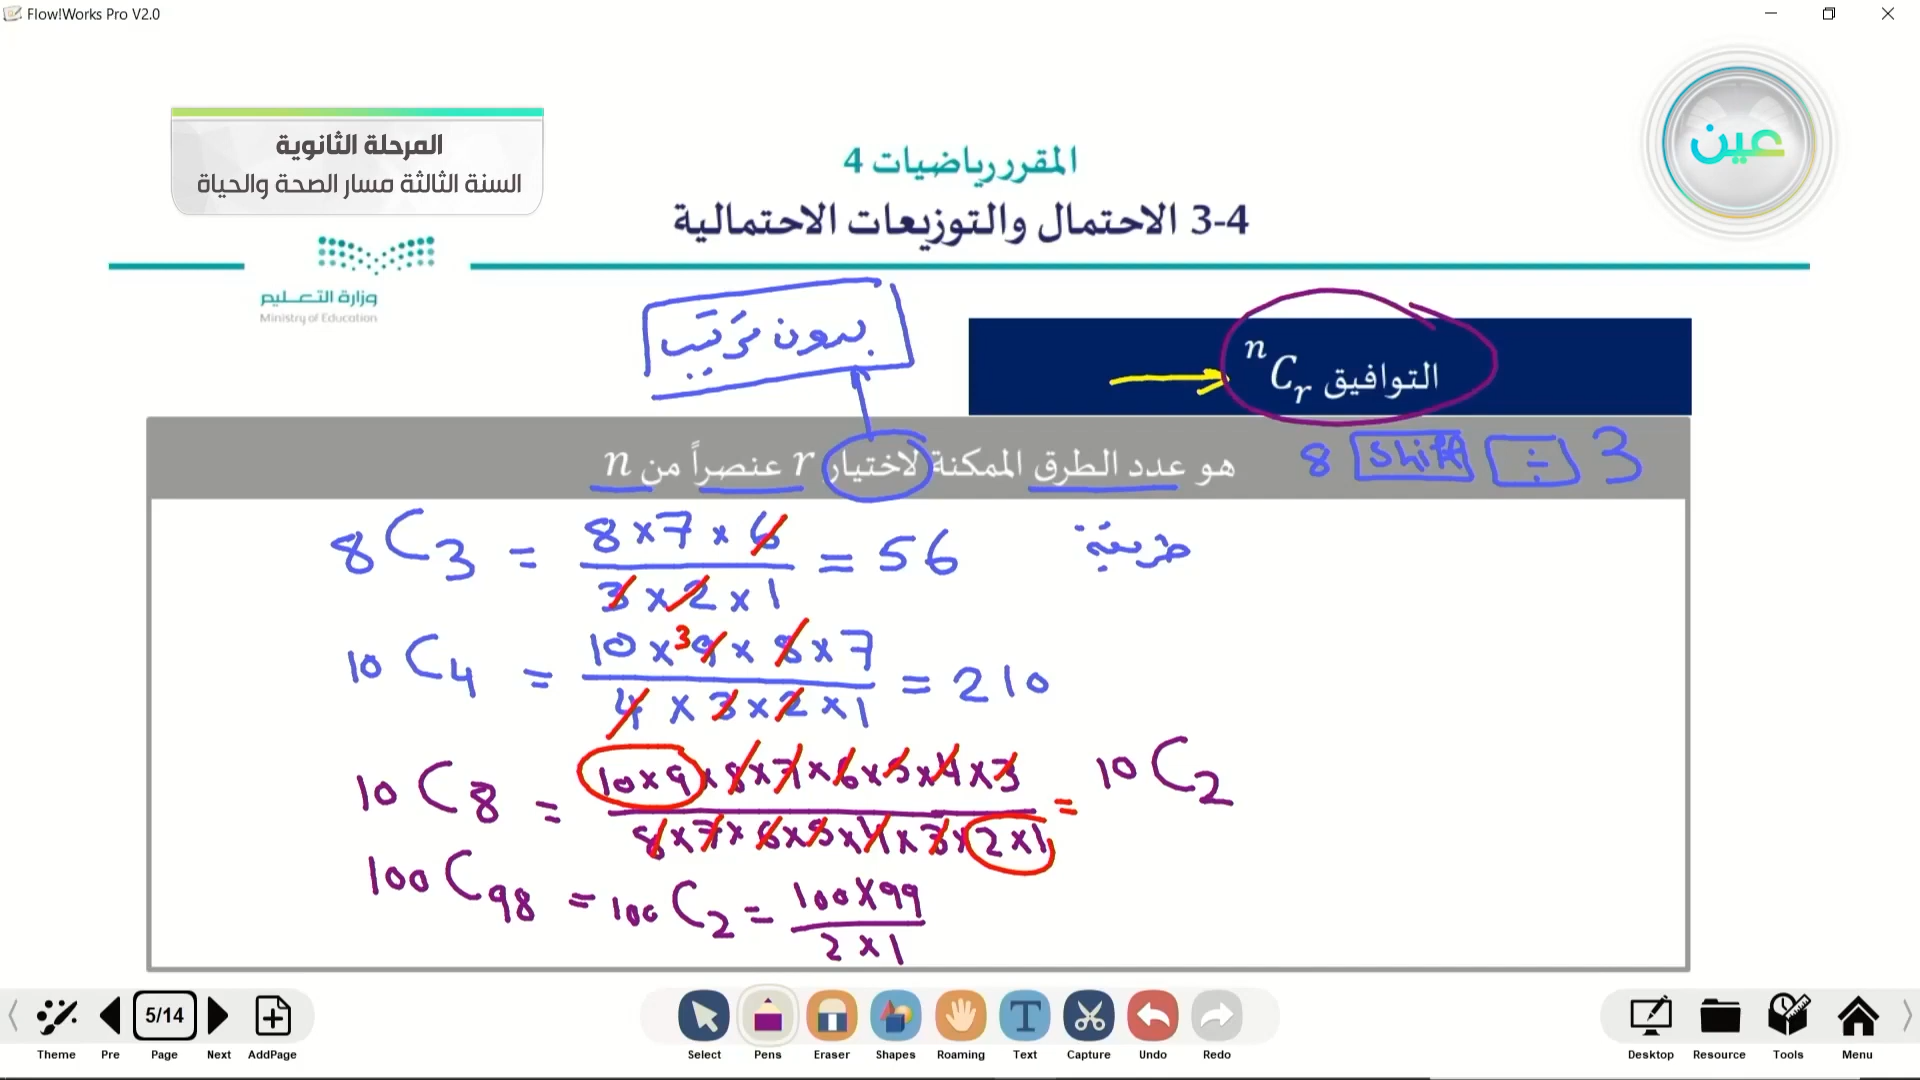 Flow!Works Pro V2.0
المرحلة الثانوية
السنة الثالثة مسار الصحة والحياة
المقرر رياضيات 4
3-4 الاحتمال والتوزيعات الاحتمالية
عين
وزارة التعليم
Ministry of Education
بدون ترتيب
التوافيق nCr
هو عدد الطرق الممكنة لاختيار r عنصراً من n
8 Shift ÷ 3
8C3 = 8×7×6 / 3×2×1 = 56
10C4 = 10×3 9×8×7 / 4×3×2×1 = 210
10C8 = 10×9×8×7×6×5×4×3 / 8×7×6×5×4×3×2×1 = 10C2
100C98 = 100C2 = 100×99 / 2×1
5/14
Theme Pre Page Next AddPage
Select Pens Eraser Shapes Roaming Text Capture Undo Redo
Desktop Resource Tools Menu